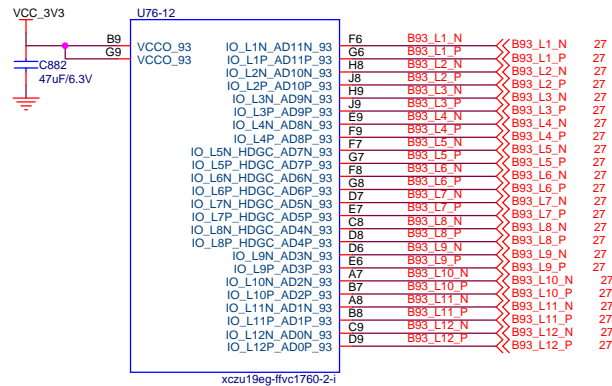 VCC_3V3
U76-12
B9 VCCO_93 IO_L1N_AD11N_93 F6 B93_L1_N B93_L1_N 27
G9 VCCO_93 IO_L1P_AD11P_93 G6 B93_L1_P B93_L1_P 27
C882 IO_L2N_AD10N_93 H8 B93_L2_N B93_L2_N 27
47uF/6.3V IO_L2P_AD10P_93 J8 B93_L2_P B93_L2_P 27
IO_L3N_AD9N_93 H9 B93_L3_N B93_L3_N 27
IO_L3P_AD9P_93 J9 B93_L3_P B93_L3_P 27
IO_L4N_AD8N_93 E9 B93_L4_N B93_L4_N 27
IO_L4P_AD8P_93 F9 B93_L4_P B93_L4_P 27
IO_L5N_HDGC_AD7N_93 F7 B93_L5_N B93_L5_N 27
IO_L5P_HDGC_AD7P_93 G7 B93_L5_P B93_L5_P 27
IO_L6N_HDGC_AD6N_93 F8 B93_L6_N B93_L6_N 27
IO_L6P_HDGC_AD6P_93 G8 B93_L6_P B93_L6_P 27
IO_L7N_HDGC_AD5N_93 D7 B93_L7_N B93_L7_N 27
IO_L7P_HDGC_AD5P_93 E7 B93_L7_P B93_L7_P 27
IO_L8N_HDGC_AD4N_93 C8 B93_L8_N B93_L8_N 27
IO_L8P_HDGC_AD4P_93 D8 B93_L8_P B93_L8_P 27
IO_L9N_AD3N_93 D6 B93_L9_N B93_L9_N 27
IO_L9P_AD3P_93 E6 B93_L9_P B93_L9_P 27
IO_L10N_AD2N_93 A7 B93_L10_N B93_L10_N 27
IO_L10P_AD2P_93 B7 B93_L10_P B93_L10_P 27
IO_L11N_AD1N_93 A8 B93_L11_N B93_L11_N 27
IO_L11P_AD1P_93 B8 B93_L11_P B93_L11_P 27
IO_L12N_AD0N_93 C9 B93_L12_N B93_L12_N 27
IO_L12P_AD0P_93 D9 B93_L12_P B93_L12_P 27
xczu19eg-ffvc1760-2-i